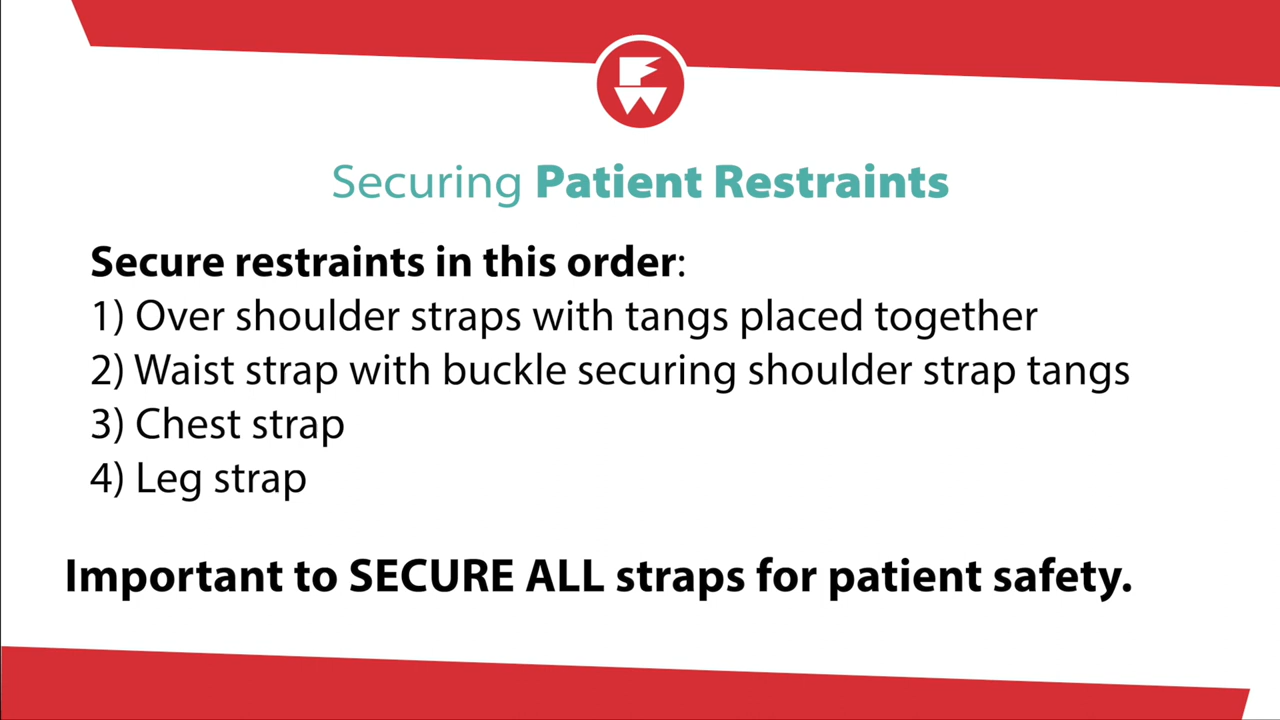 Securing Patient Restraints
Secure restraints in this order:
1) Over shoulder straps with tangs placed together
2) Waist strap with buckle securing shoulder strap tangs
3) Chest strap
4) Leg strap
Important to SECURE ALL straps for patient safety.